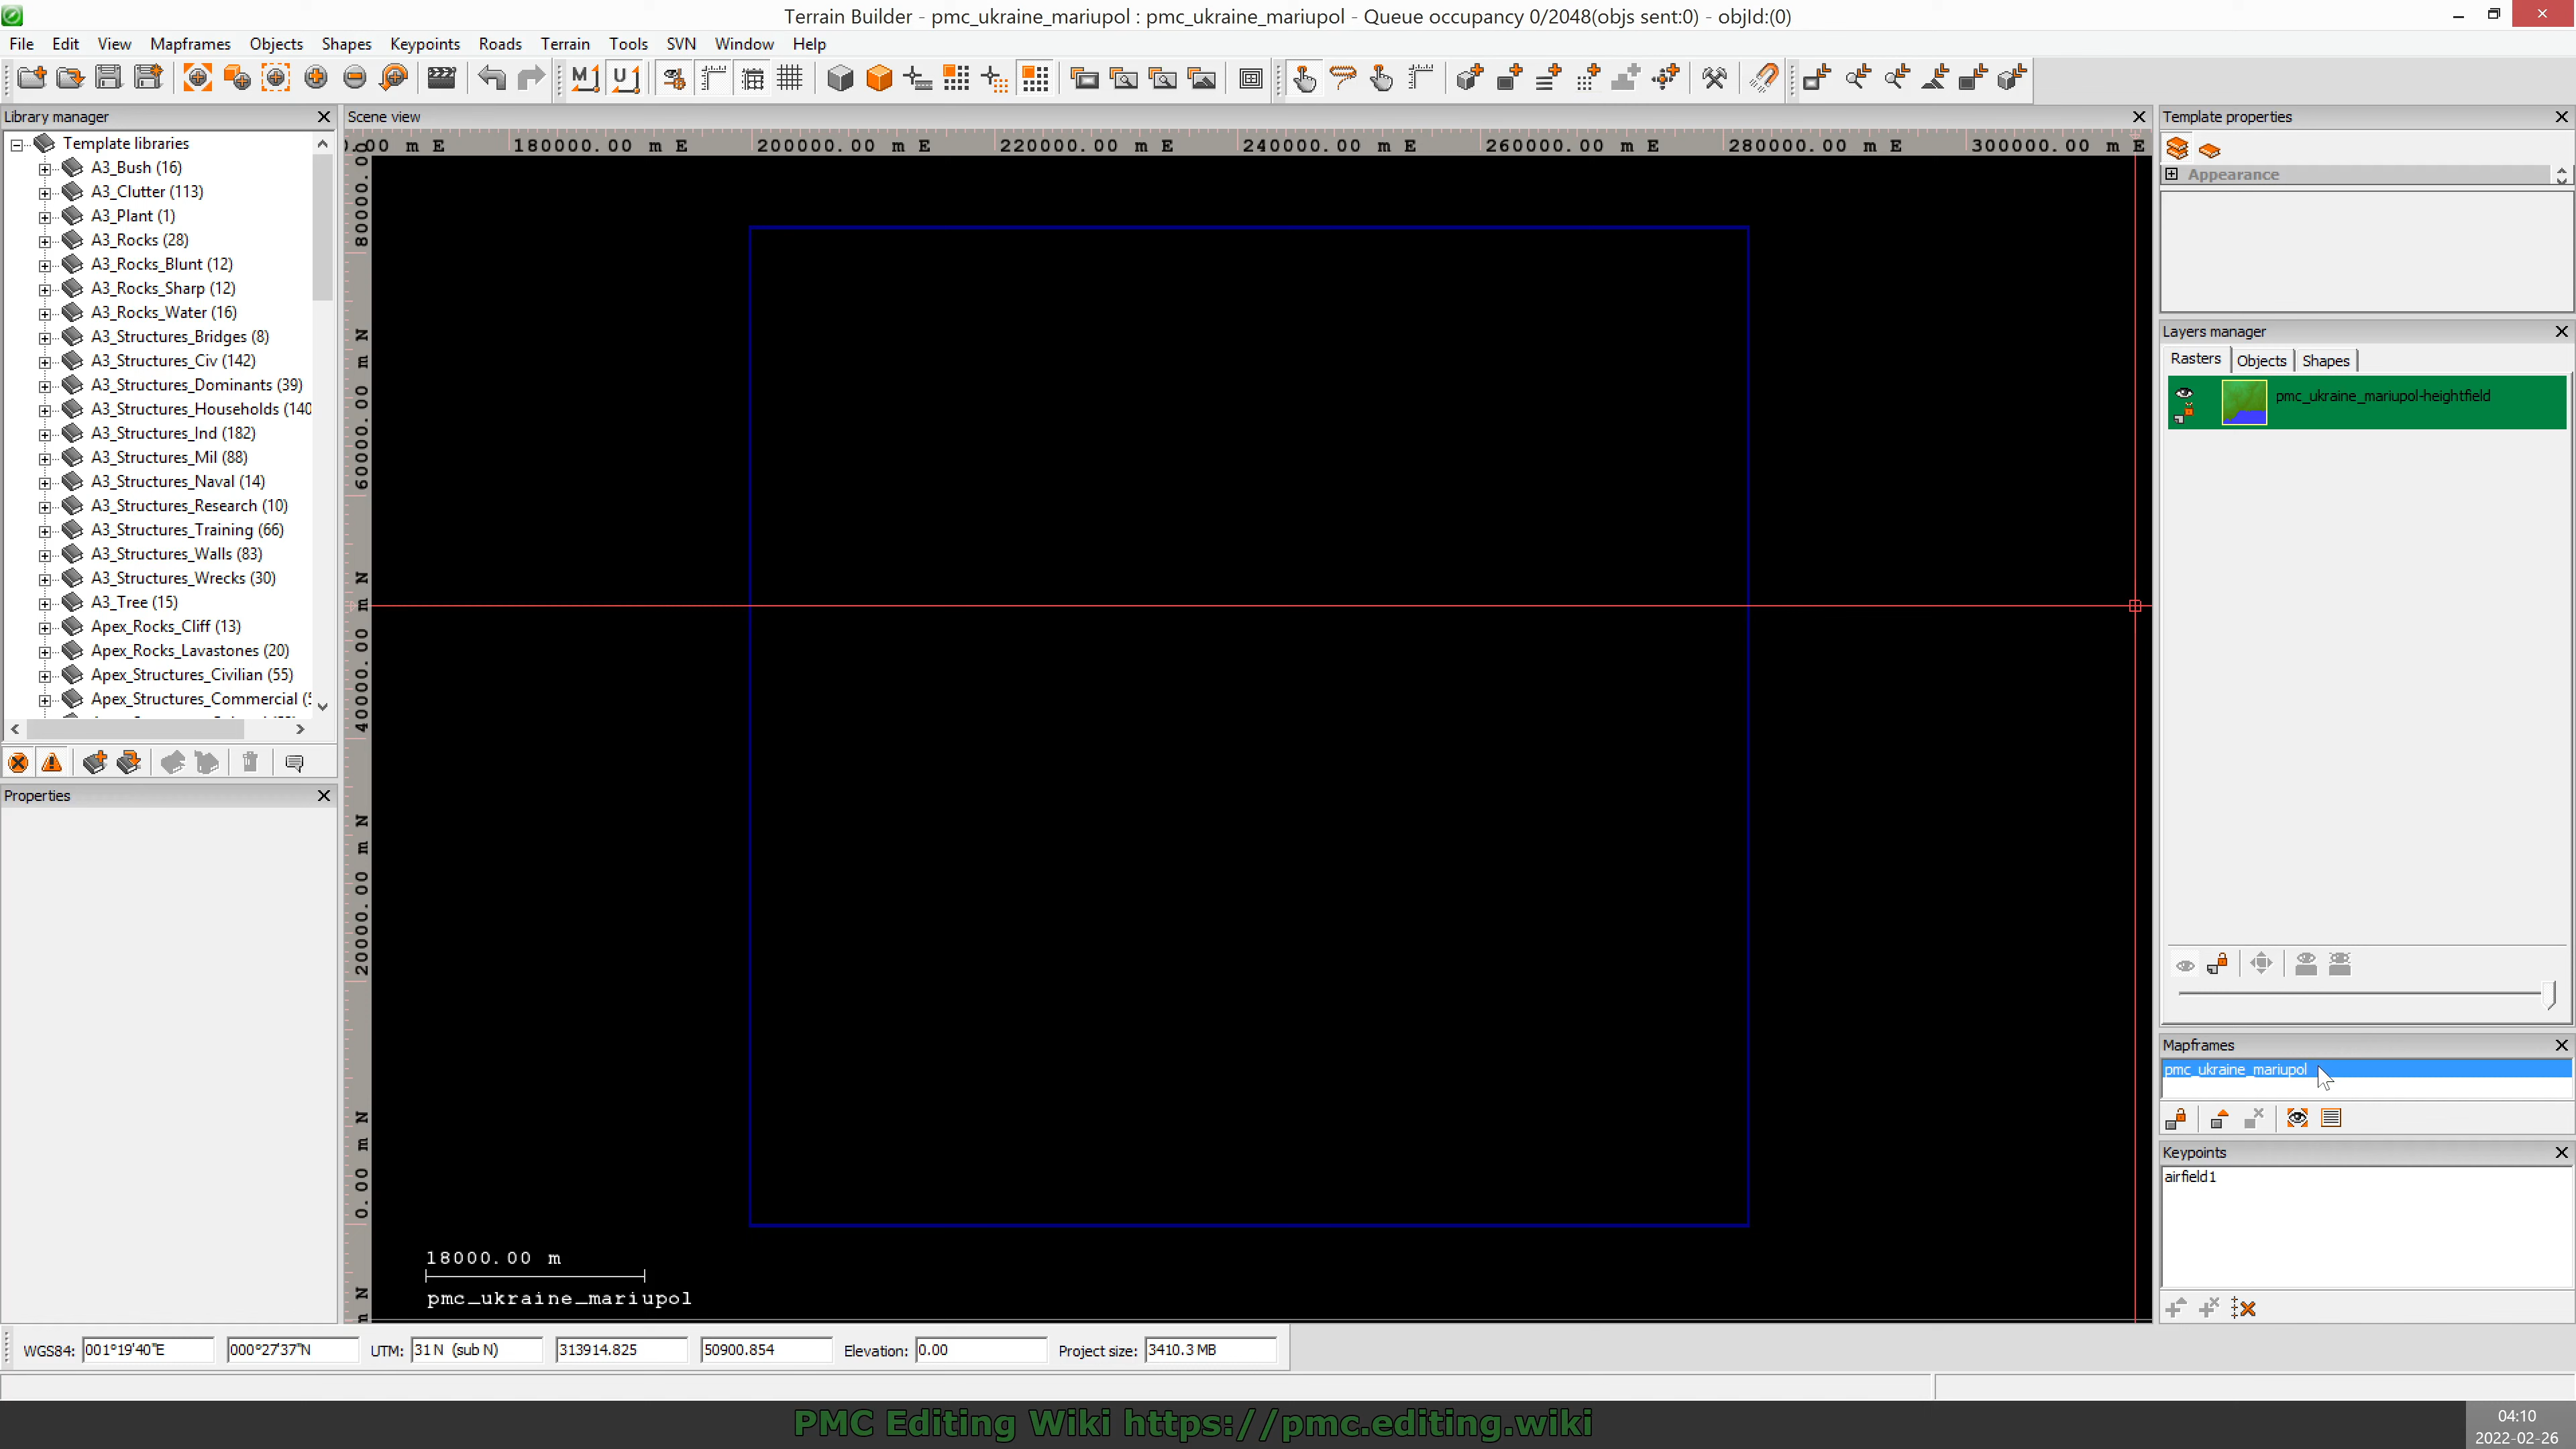 Terrain Builder - pmc_ukraine_mariupol : pmc_ukraine_mariupol - Queue occupancy 0/2048(objs sent:0) - objId:(0)
File Edit View Mapframes Objects Shapes Keypoints Roads Terrain Tools SVN Window Help
Library manager
Template libraries
A3_Bush (16)
A3_Clutter (113)
A3_Plant (1)
A3_Rocks (28)
A3_Rocks_Blunt (12)
A3_Rocks_Sharp (12)
A3_Rocks_Water (16)
A3_Structures_Bridges (8)
A3_Structures_Civ (142)
A3_Structures_Dominants (39)
A3_Structures_Households (140
A3_Structures_Ind (182)
A3_Structures_Mil (88)
A3_Structures_Naval (14)
A3_Structures_Research (10)
A3_Structures_Training (66)
A3_Structures_Walls (83)
A3_Structures_Wrecks (30)
A3_Tree (15)
Apex_Rocks_Cliff (13)
Apex_Rocks_Lavastones (20)
Apex_Structures_Civilian (55)
Apex_Structures_Commercial (
Properties
Scene view
.00 m E 180000.00 m E 200000.00 m E 220000.00 m E 240000.00 m E 260000.00 m E 280000.00 m E 300000.00 m E
80000.0
60000.00 m N
40000.00 m N
20000.00 m N
0.00 m N
m N
18000.00 m
pmc_ukraine_mariupol
Template properties
Appearance
Layers manager
Rasters Objects Shapes
pmc_ukraine_mariupol-heightfield
Mapframes
pmc_ukraine_mariupol
Keypoints
airfield1
WGS84: 001°19'40"E 000°27'37"N UTM: 31 N (sub N) 313914.825 50900.854 Elevation: 0.00 Project size: 3410.3 MB
PMC Editing Wiki https://pmc.editing.wiki
04:10
2022-02-26